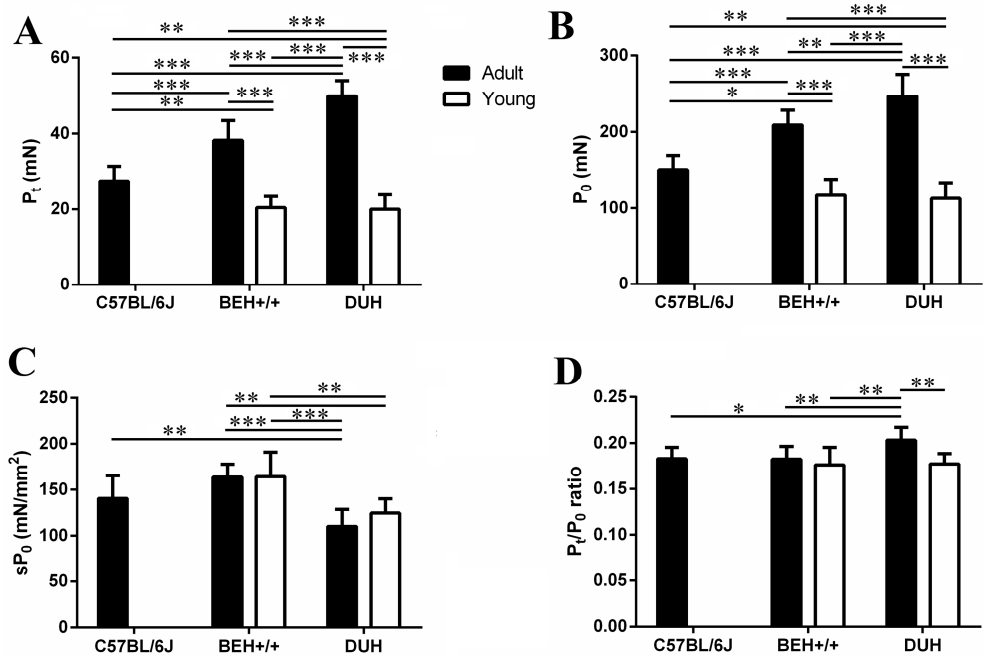 A
B
**
***
***
***
***
***
***
**
***
60
40
20
0
Pt (mN)
C57BL/6J
BEH+/+
DUH
Adult
Young
**
***
***
***
**
***
***
*
***
300
200
100
0
P0 (mN)
C57BL/6J
BEH+/+
DUH
C
D
**
**
***
***
**
250
200
150
100
50
0
sP0 (mN/mm2)
C57BL/6J
BEH+/+
DUH
**
**
**
*
0.25
0.20
0.15
0.10
0.05
0.00
Pt/P0 ratio
C57BL/6J
BEH+/+
DUH